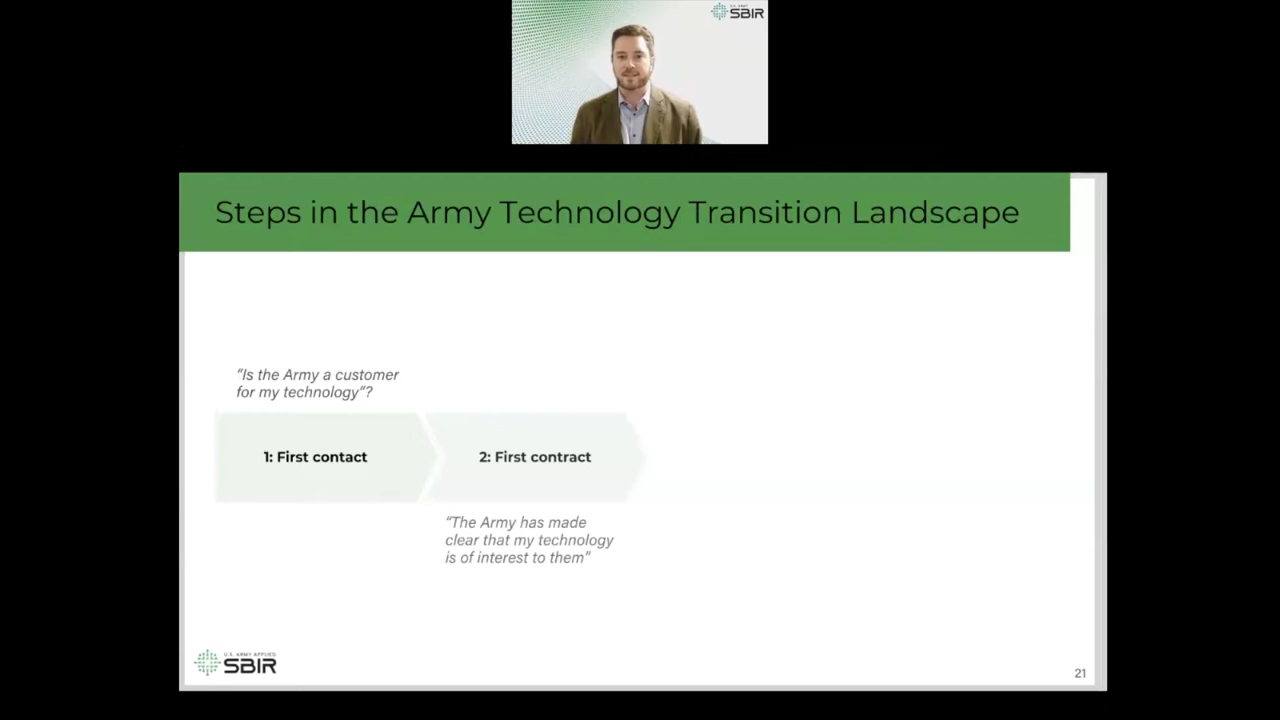 SBIR
Steps in the Army Technology Transition Landscape
“Is the Army a customer
for my technology”?
1: First contact
2: First contract
“The Army has made
clear that my technology
is of interest to them”
U.S. ARMY APPLIED
SBIR
21